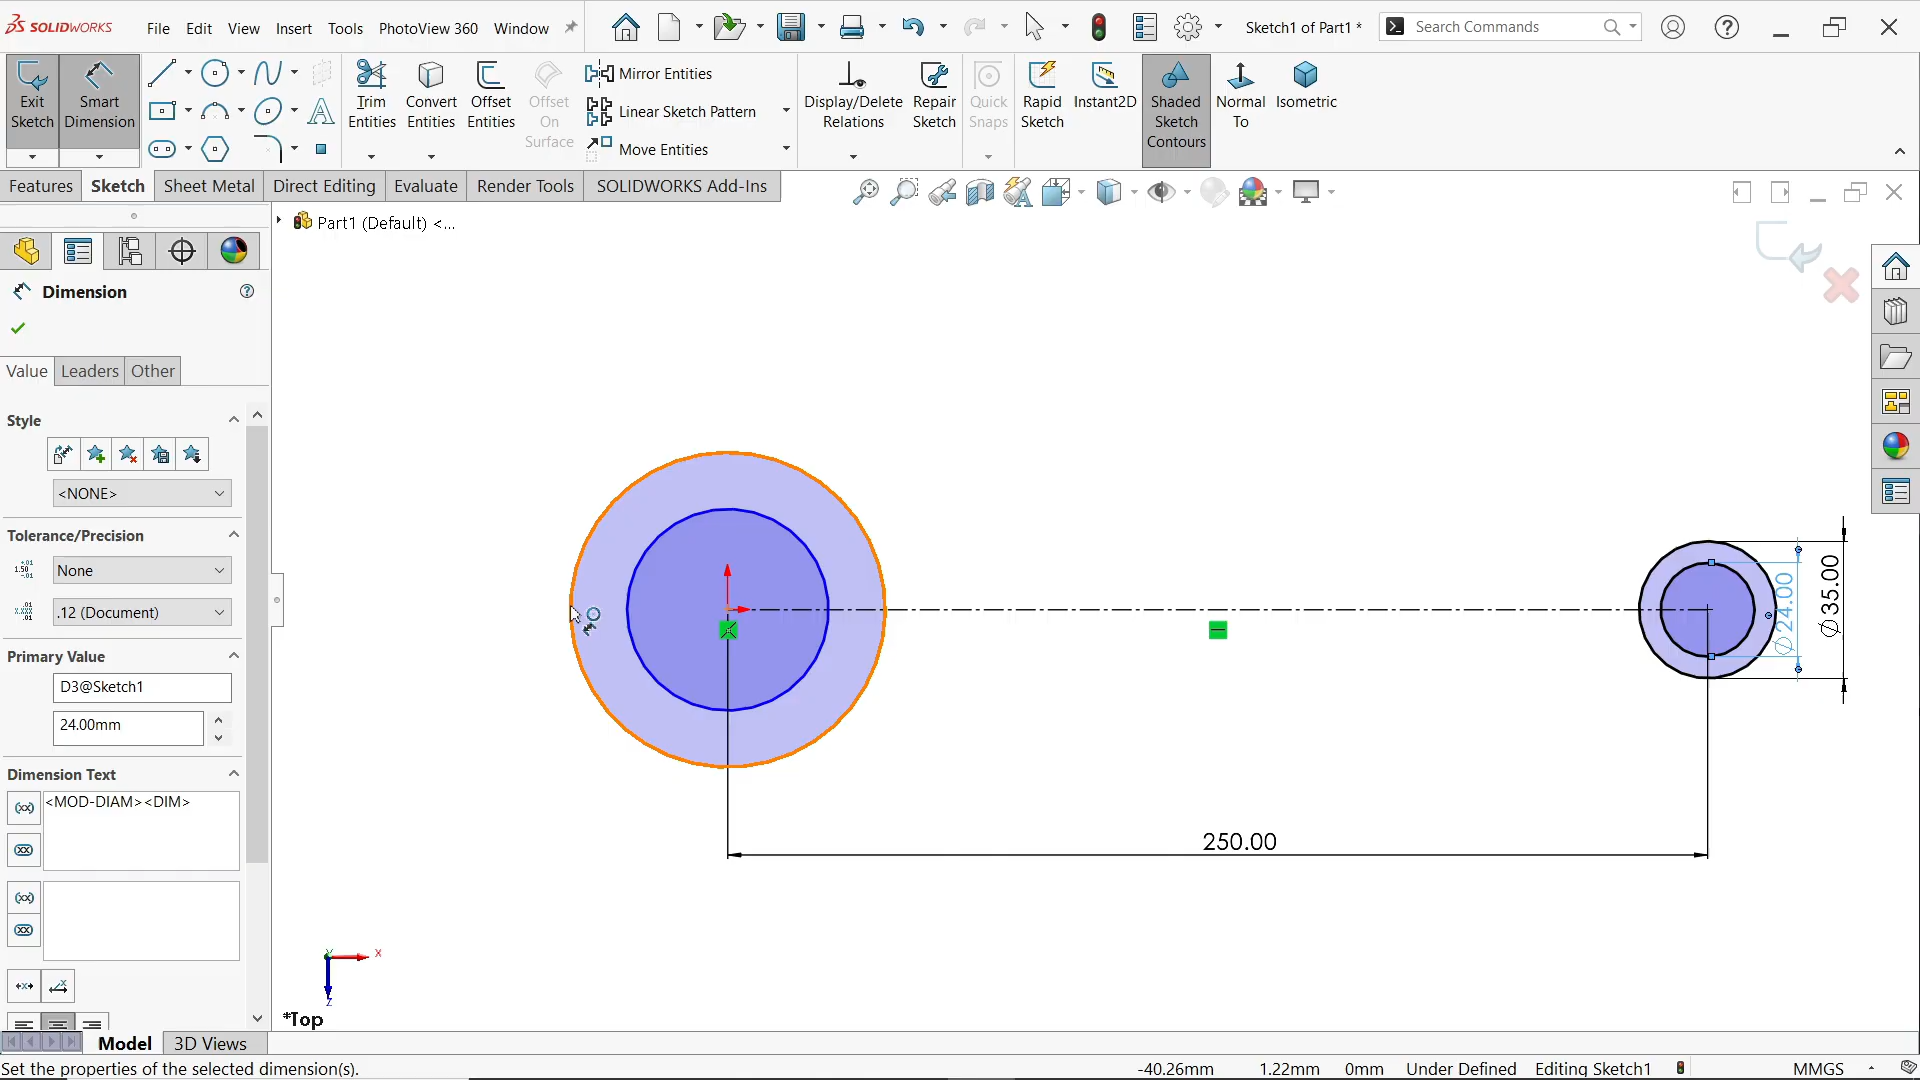 SOLIDWORKS File Edit View Insert Tools PhotoView 360 Window Sketch1 of Part1 * Search Commands
Exit Sketch
Smart Dimension
Trim Entities
Convert Entities
Offset Entities
Offset On Surface
Mirror Entities
Linear Sketch Pattern
Move Entities
Display/Delete Relations
Repair Sketch
Quick Snaps
Rapid Sketch
Instant2D
Shaded Sketch Contours
Normal To
Isometric
Features Sketch Sheet Metal Direct Editing Evaluate Render Tools SOLIDWORKS Add-Ins
Part1 (Default) <...
Dimension
Value Leaders Other
Style
<NONE>
Tolerance/Precision
None
.12 (Document)
Primary Value
D3@Sketch1
24.00mm
Dimension Text
<MOD-DIAM><DIM>
∅24.00
∅35.00
250.00
x
Y
Z
*Top
Model 3D Views
Set the properties of the selected dimension(s). -40.26mm 1.22mm 0mm Under Defined Editing Sketch1 MMGS